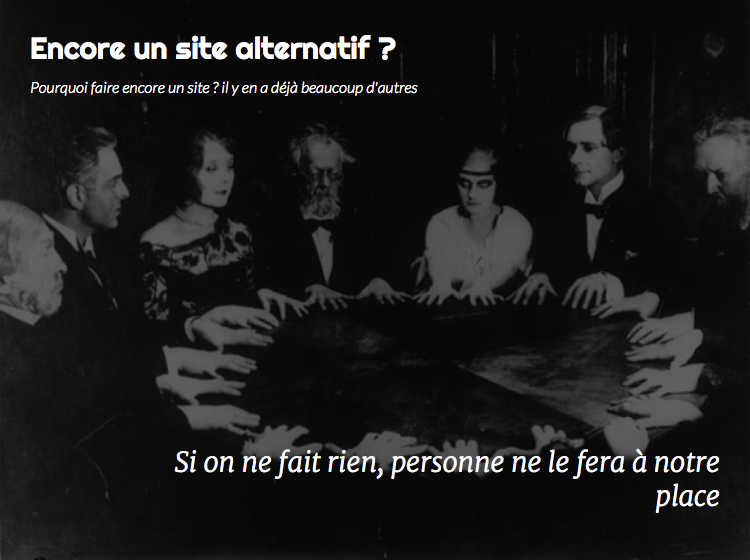 Encore un site alternatif ?
Pourquoi faire encore un site ? il y en a déjà beaucoup d'autres
Si on ne fait rien, personne ne le fera à notre
place